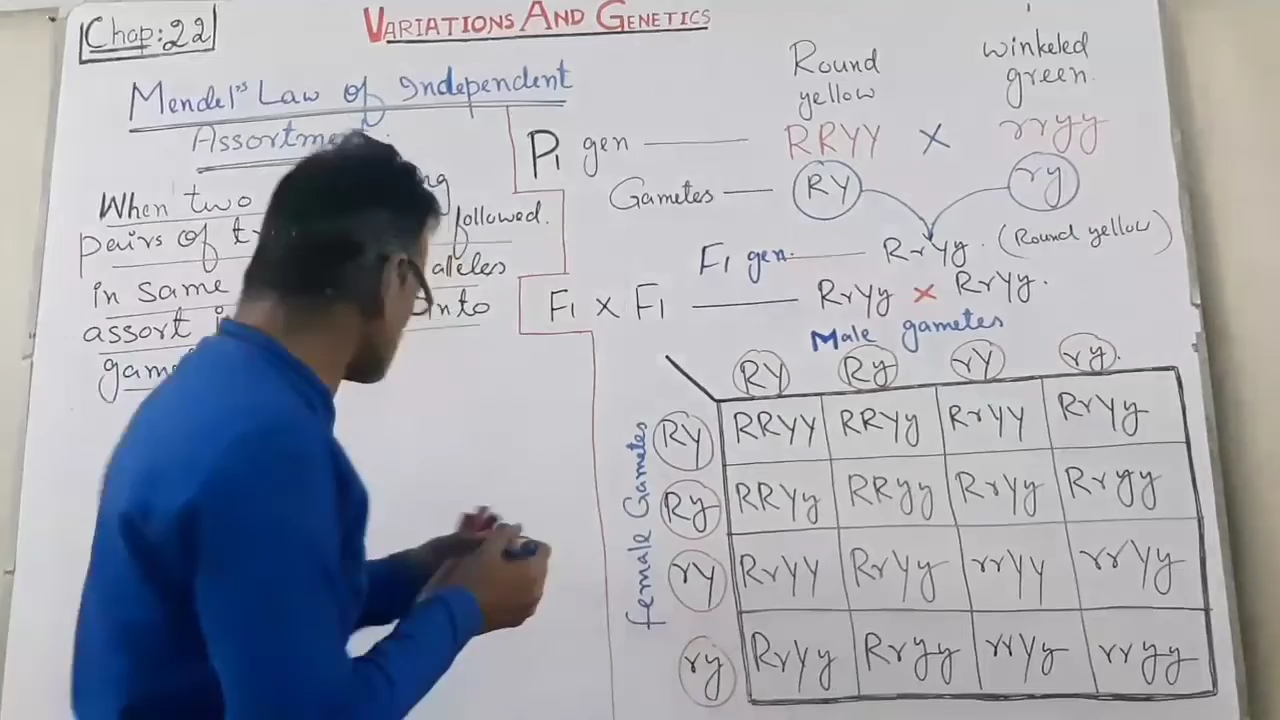 Chap:22
VARIATIONS AND GENETICS
Mendel's Law of Independent
Assortment.
When two
pairs of
followed.
in same
alleles
assort
into
Round
yellow
winkeled
green.
P1 gen RRYY X rryy
Gametes RY ry
F1 gen. RrYy. (Round yellow)
F1 X F1 RrYy X RrYy.
Male gametes
RY Ry rY ry.
Female Gametes
RY RRYY RRYy RrYY RrYy
Ry RRYy RRyy RrYy Rryy
rY RrYY RrYy rrYY rrYy
ry RrYy Rryy rrYy rryy